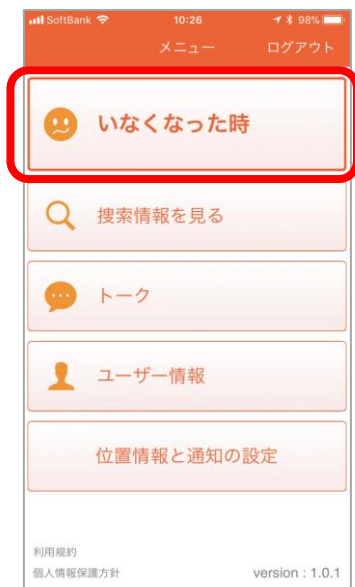 SoftBank 10:26 98%
メニュー ログアウト
いなくなった時
捜索情報を見る
トーク
ユーザー情報
位置情報と通知の設定
利用規約
個人情報保護方針 version : 1.0.1